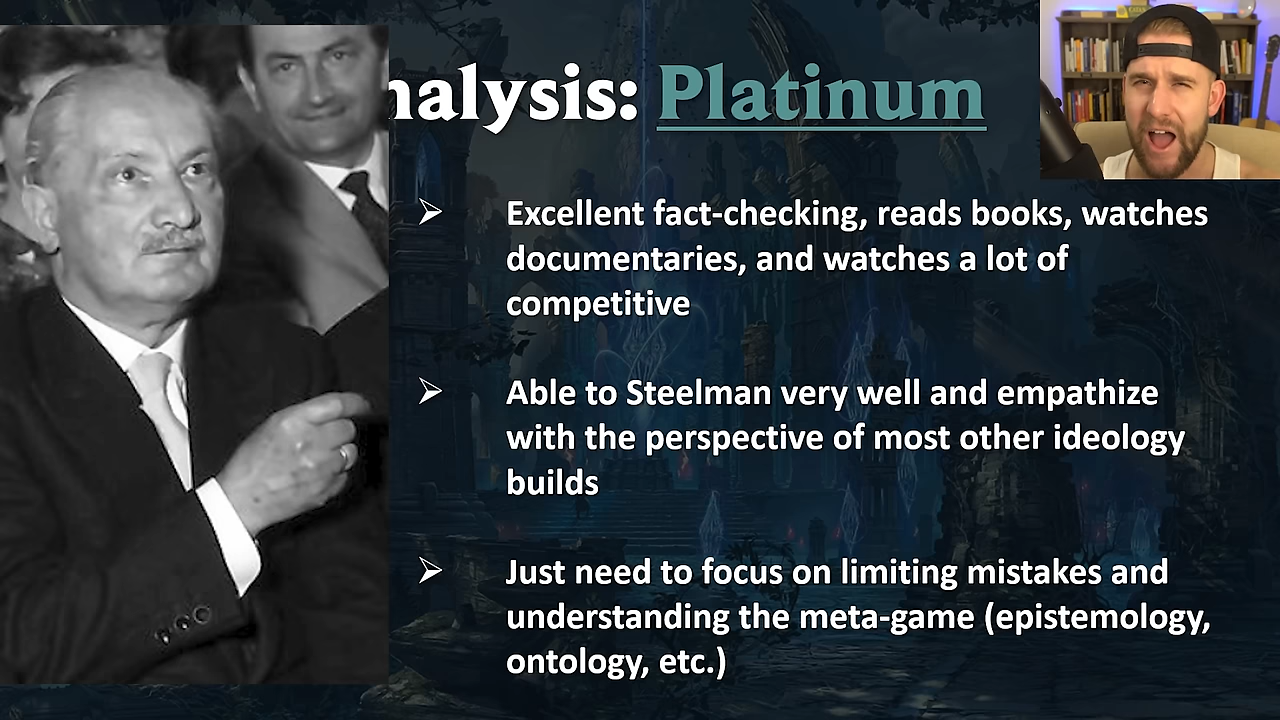 nalysis: Platinum
Excellent fact-checking, reads books, watches
documentaries, and watches a lot of
competitive
Able to Steelman very well and empathize
with the perspective of most other ideology
builds
Just need to focus on limiting mistakes and
understanding the meta-game (epistemology,
ontology, etc.)